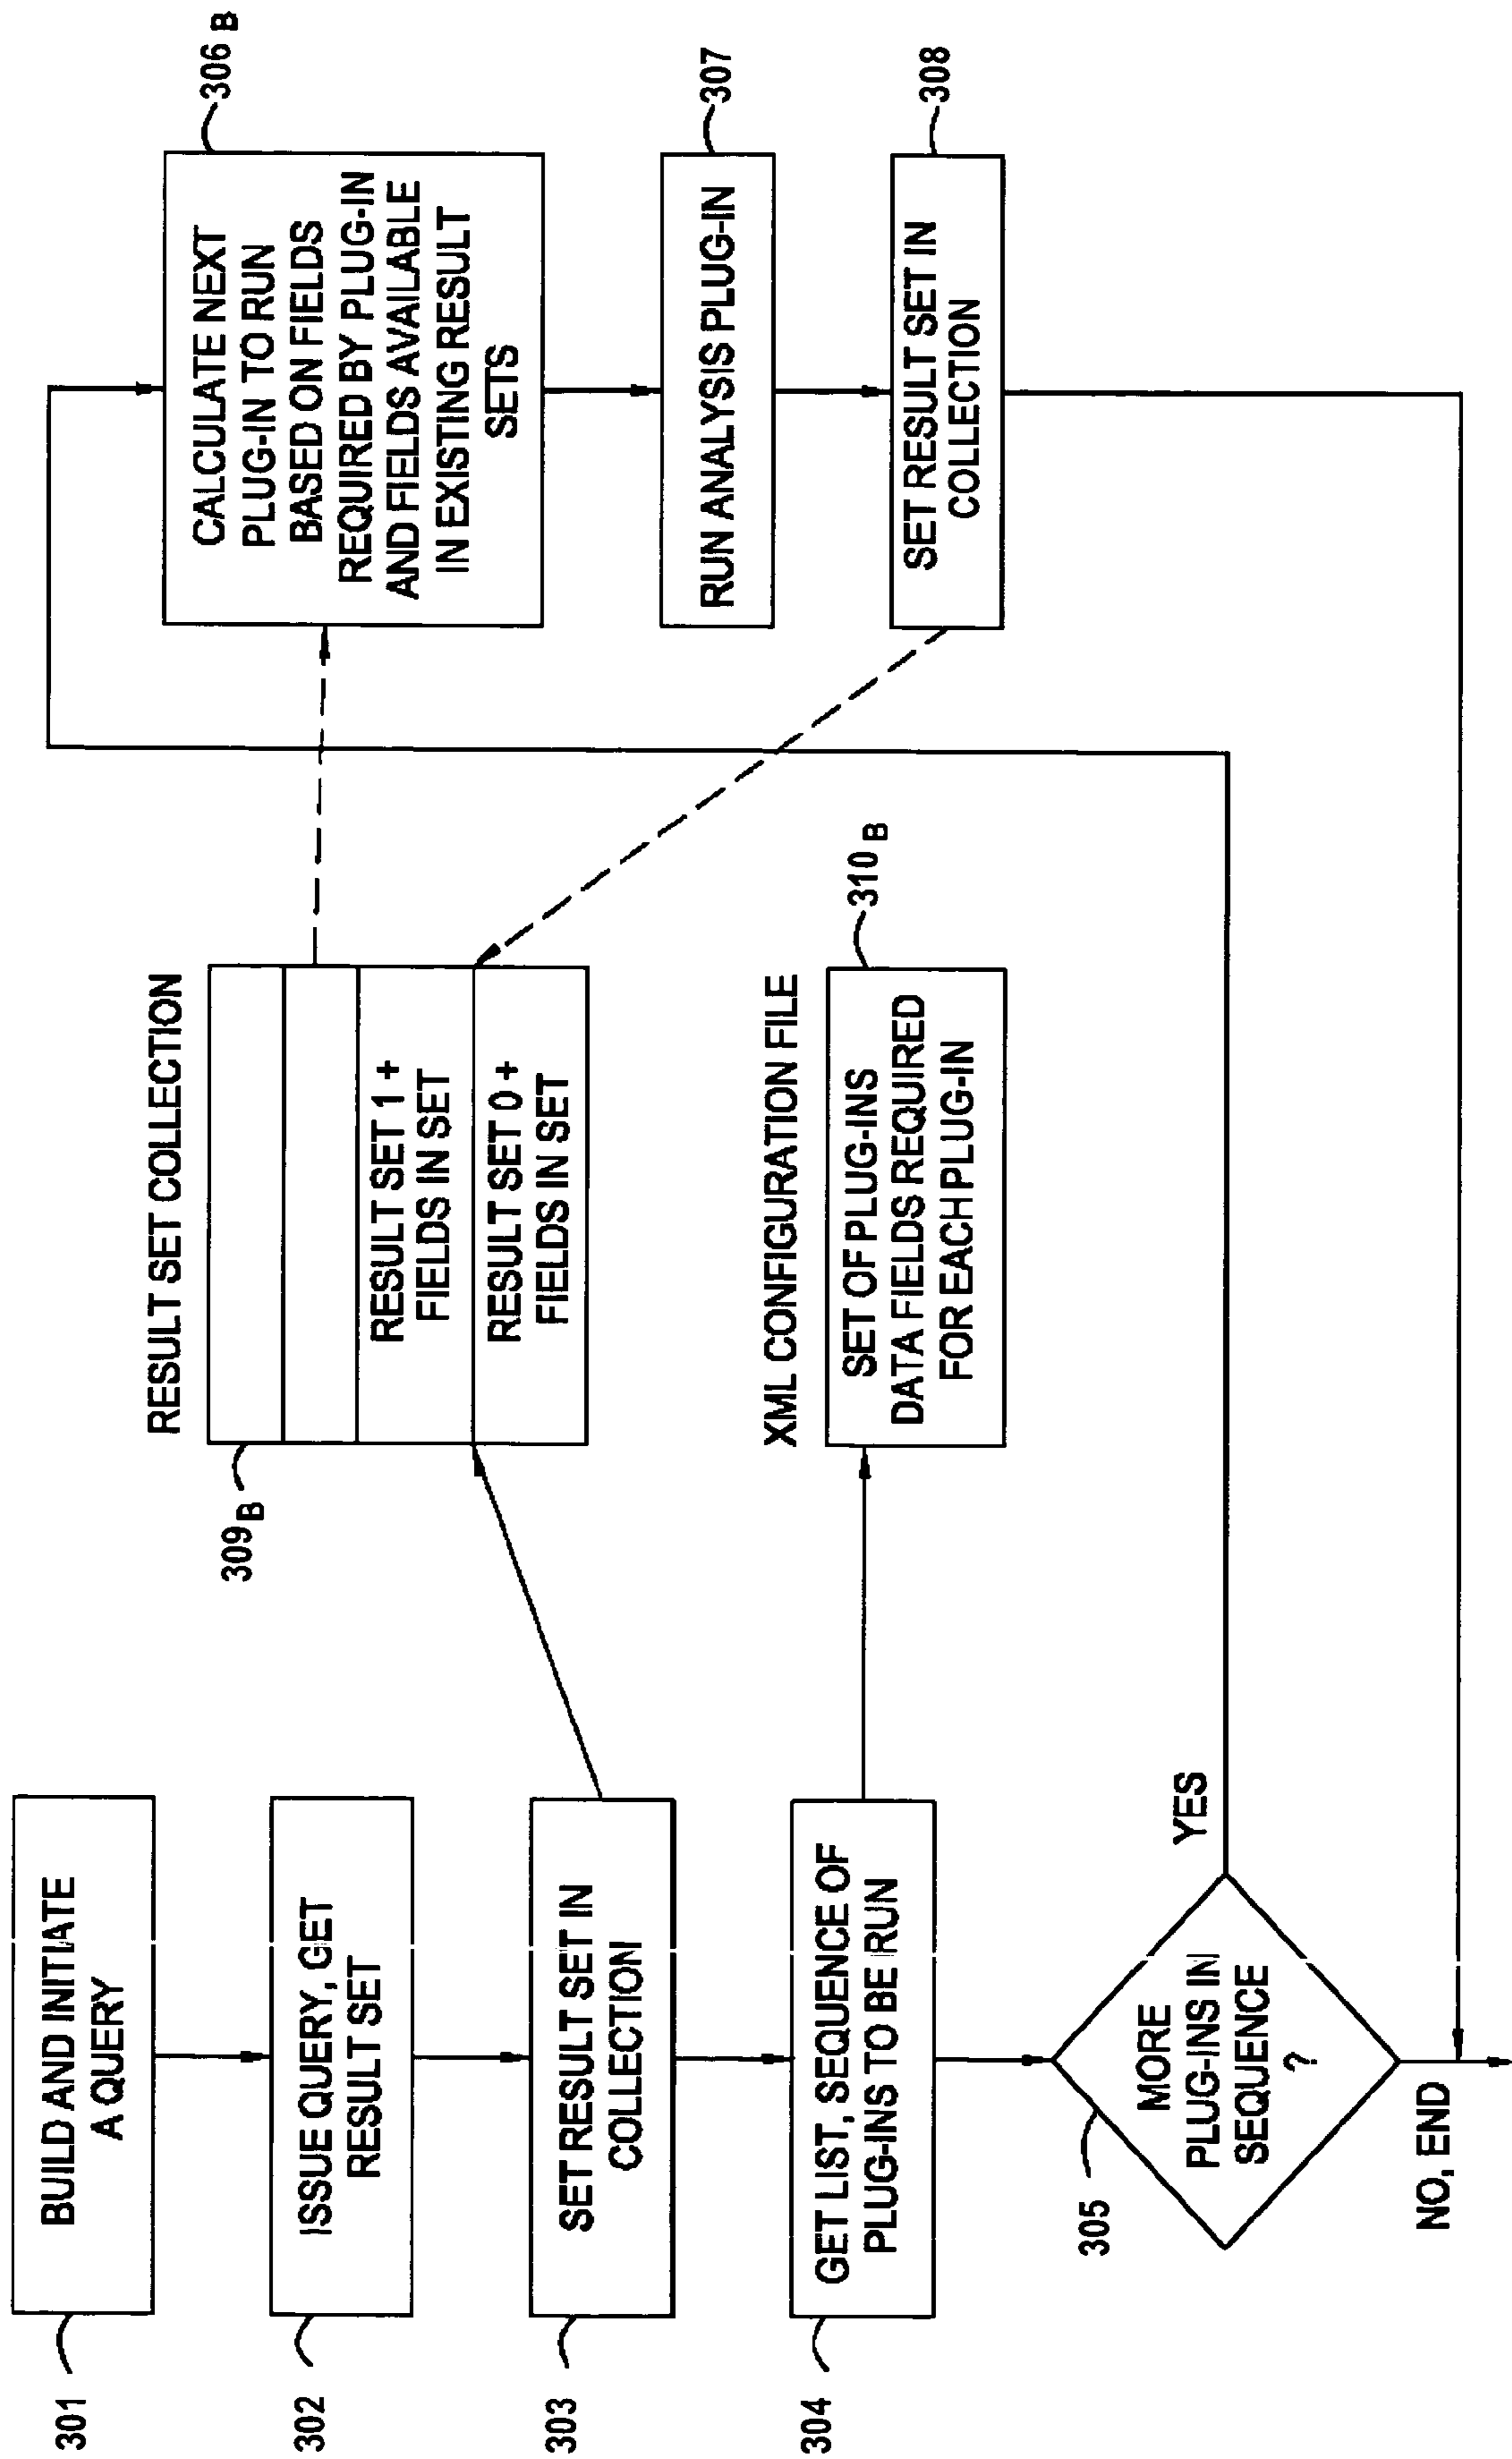 301
BUILD AND INITIATE
A QUERY
302
ISSUE QUERY, GET
RESULT SET
303
SET RESULT SET IN
COLLECTION
304
GET LIST, SEQUENCE OF
PLUG-INS TO BE RUN
305
MORE
PLUG-INS IN
SEQUENCE
?
YES
NO, END
RESULT SET COLLECTION
309B
RESULT SET 1 +
FIELDS IN SET
RESULT SET 0 +
FIELDS IN SET
XML CONFIGURATION FILE
310B
SET OF PLUG-INS
DATA FIELDS REQUIRED
FOR EACH PLUG-IN
306B
CALCULATE NEXT
PLUG-IN TO RUN
BASED ON FIELDS
REQUIRED BY PLUG-IN
AND FIELDS AVAILABLE
IN EXISTING RESULT
SETS
307
RUN ANALYSIS PLUG-IN
308
SET RESULT SET IN
COLLECTION